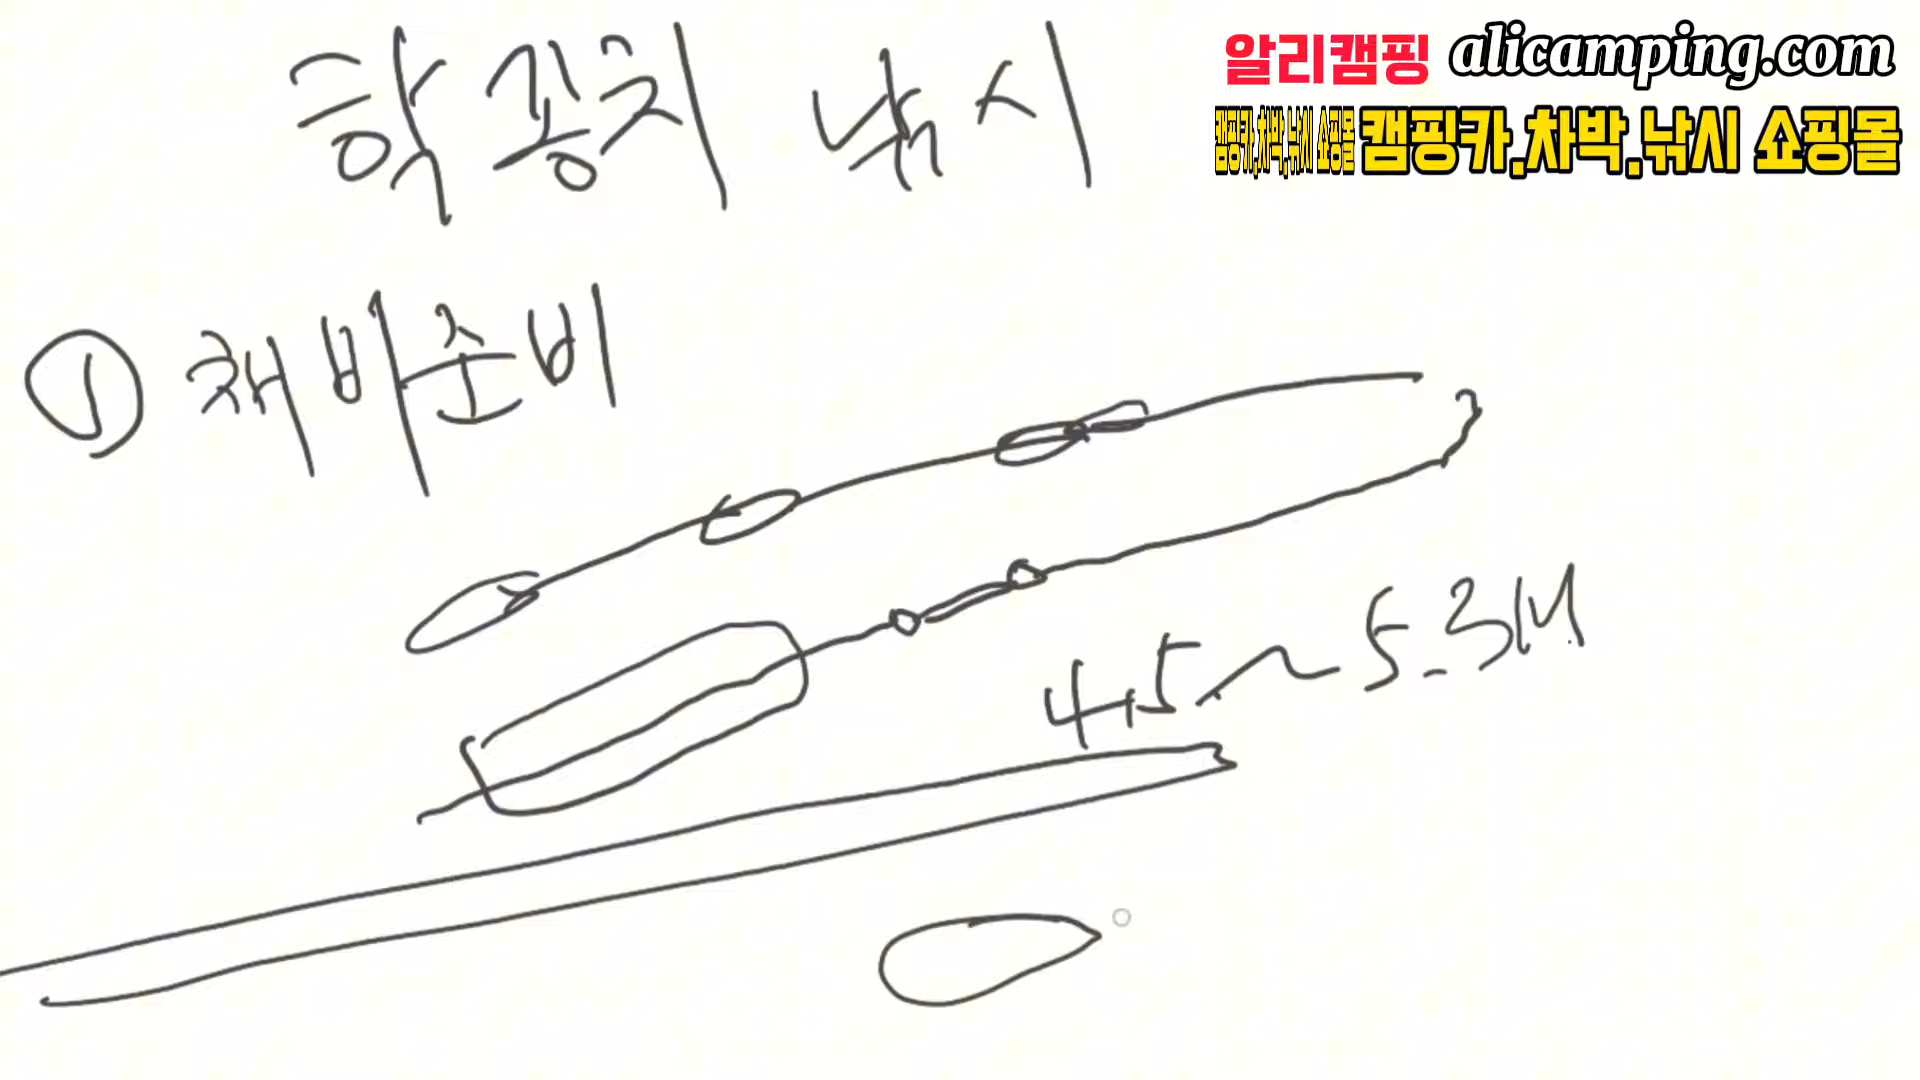 학꽁치 낚시
알리캠핑 alicamping.com
캠핑카.차박.낚시 쇼핑몰 캠핑카.차박.낚시 쇼핑몰
① 채비준비
4.5~5.3M